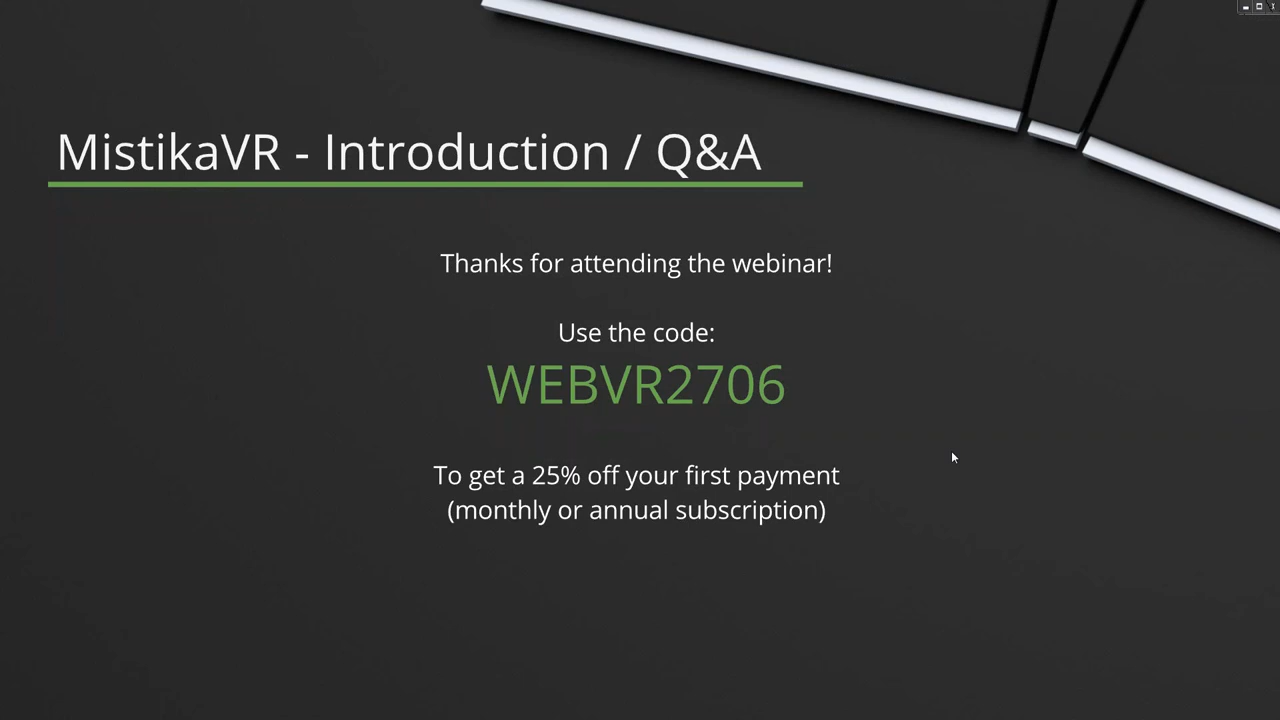 MistikaVR - Introduction / Q&A
Thanks for attending the webinar!
Use the code:
WEBVR2706
To get a 25% off your first payment
(monthly or annual subscription)